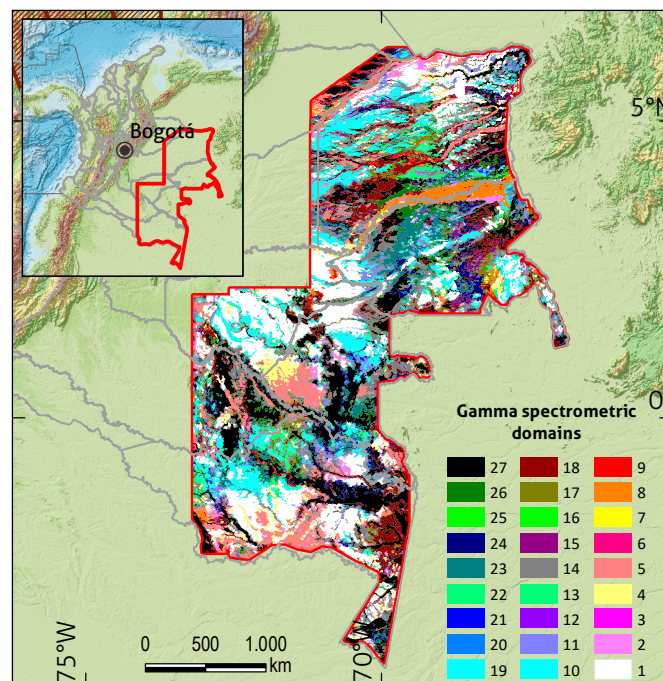 Bogotá
5°N
0
Gamma spectrometric
domains
27 18 9
26 17 8
25 16 7
24 15 6
23 14 5
22 13 4
21 12 3
20 11 2
19 10 1
0 500 1.000
km
75°W
70°